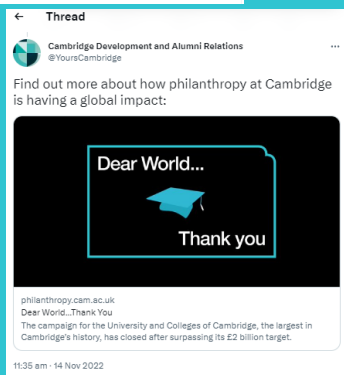 Thread
Cambridge Development and Alumni Relations
@YoursCambridge
Find out more about how philanthropy at Cambridge
is having a global impact:
Dear World...
Thank you
philanthropy.cam.ac.uk
Dear World...Thank You
The campaign for the University and Colleges of Cambridge, the largest in
Cambridge's history, has closed after surpassing its £2 billion target.
11:35 am · 14 Nov 2022